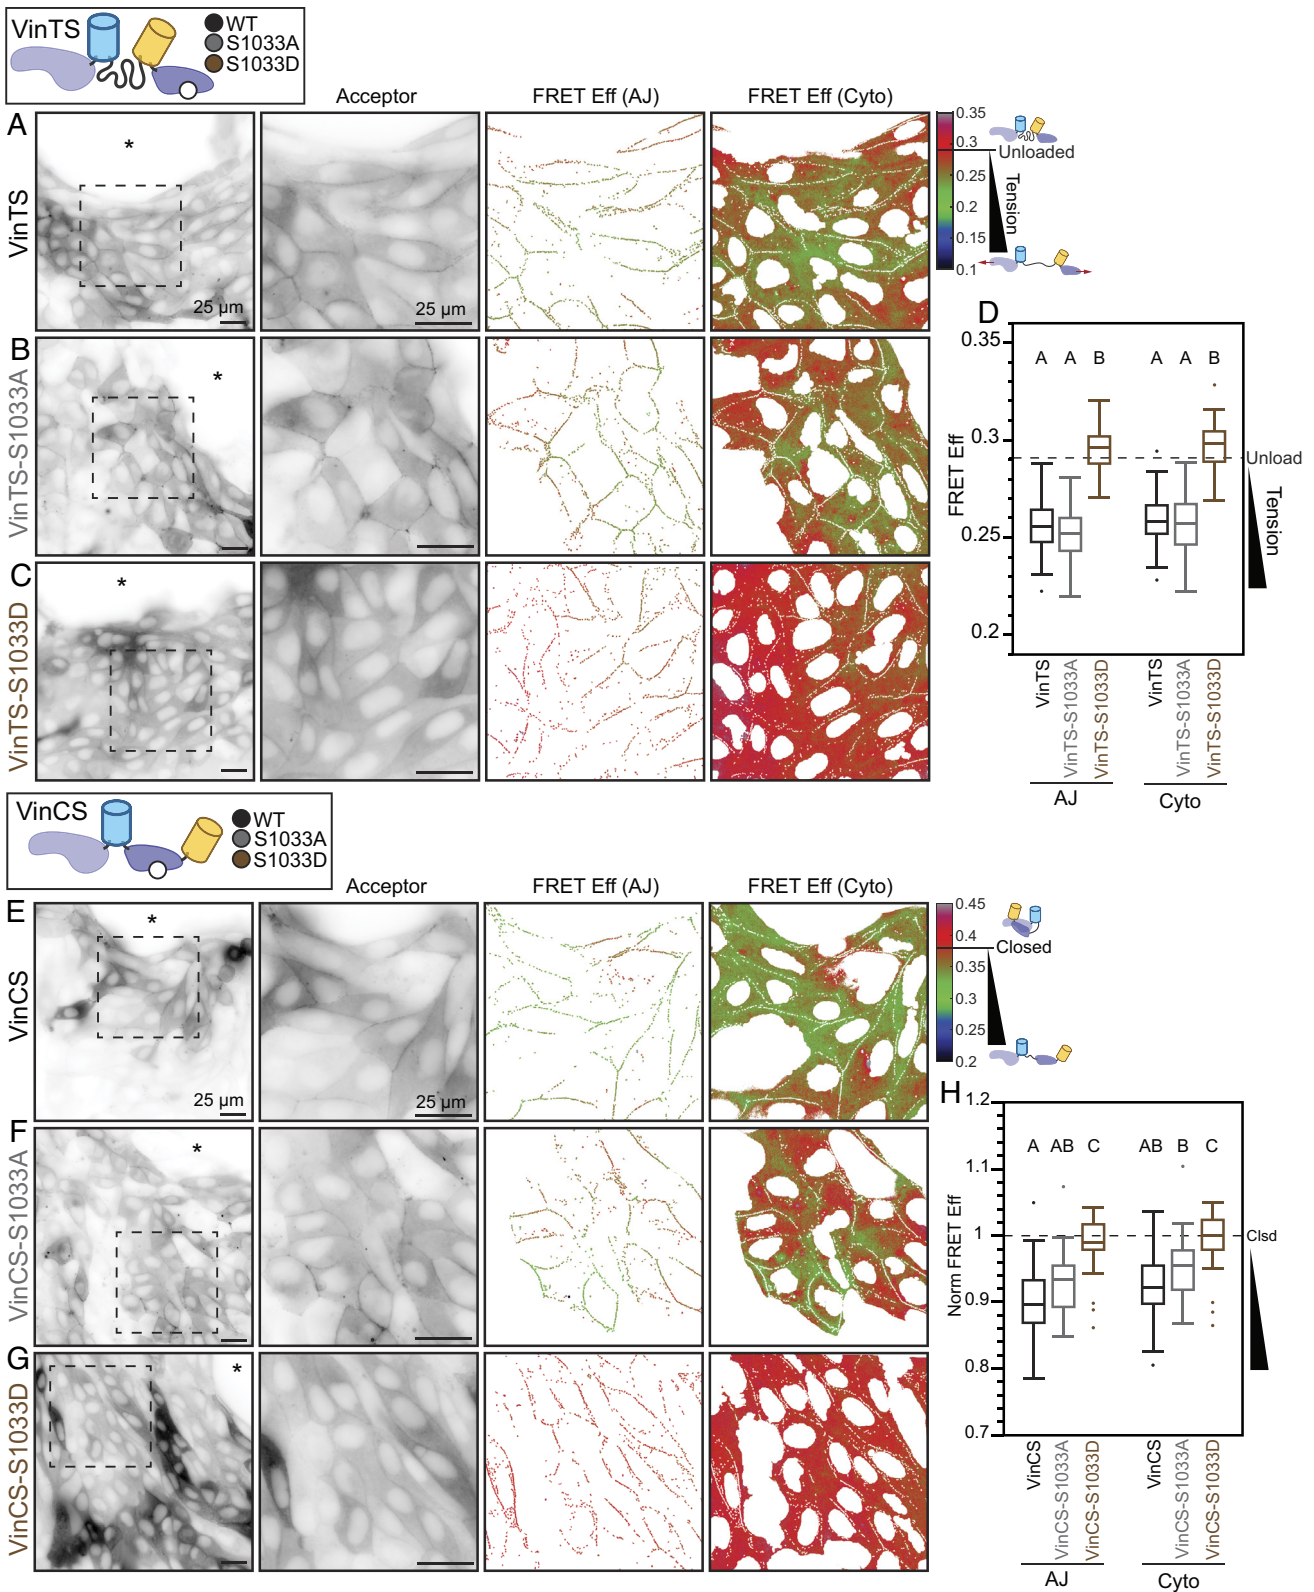 VinTS
WT
S1033A
S1033D
Acceptor
FRET Eff (AJ)
FRET Eff (Cyto)
A
VinTS
*
25 µm
25 µm
0.35
0.3
0.25
0.2
0.15
0.1
Unloaded
Tension
B
VinTS-S1033A
*
C
VinTS-S1033D
*
D
FRET Eff
0.35
0.3
0.25
0.2
A A B A A B
Unload
Tension
VinTS
VinTS-S1033A
VinTS-S1033D
VinTS
VinTS-S1033A
VinTS-S1033D
AJ
Cyto
VinCS
WT
S1033A
S1033D
Acceptor
FRET Eff (AJ)
FRET Eff (Cyto)
E
VinCS
*
25 µm
25 µm
0.45
0.4
0.35
0.3
0.25
0.2
Closed
F
VinCS-S1033A
*
G
VinCS-S1033D
*
H
Norm FRET Eff
1.2
1.1
1
0.9
0.8
0.7
A AB C AB B C
Clsd
VinCS
VinCS-S1033A
VinCS-S1033D
VinCS
VinCS-S1033A
VinCS-S1033D
AJ
Cyto